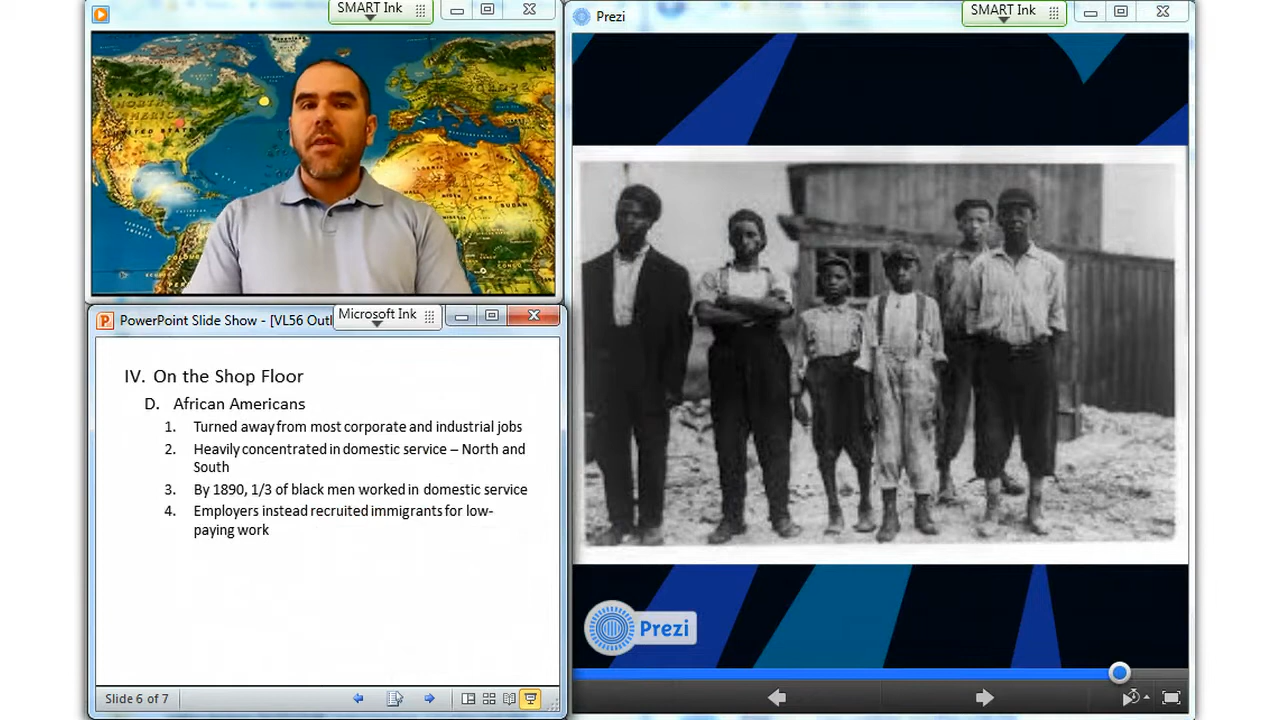 SMART Ink
Prezi
SMART Ink
PowerPoint Slide Show - [VL56 Outl
Microsoft Ink
IV. On the Shop Floor
D. African Americans
1. Turned away from most corporate and industrial jobs
2. Heavily concentrated in domestic service – North and
South
3. By 1890, 1/3 of black men worked in domestic service
4. Employers instead recruited immigrants for low-
paying work
Slide 6 of 7
Prezi